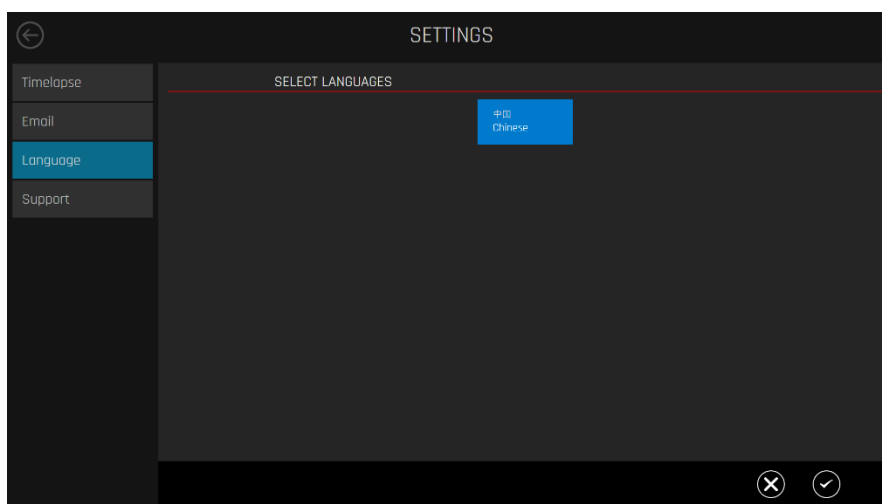 SETTINGS
Timelapse
Email
Language
Support
SELECT LANGUAGES
中国
Chinese